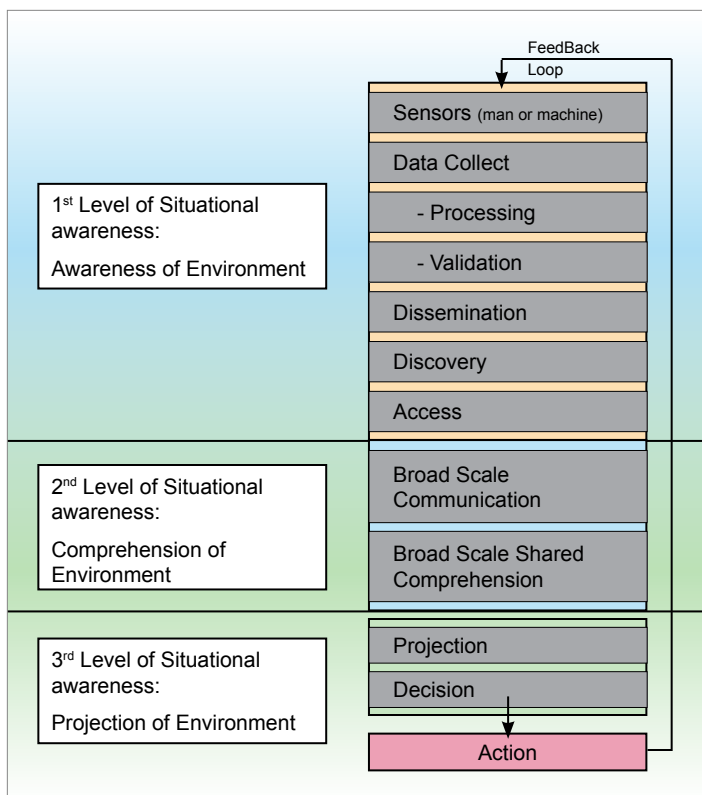 FeedBack
Loop
Sensors (man or machine)
Data Collect
- Processing
- Validation
Dissemination
Discovery
Access
1st Level of Situational
awareness:
Awareness of Environment
Broad Scale
Communication
Broad Scale Shared
Comprehension
2nd Level of Situational
awareness:
Comprehension of
Environment
Projection
Decision
3rd Level of Situational
awareness:
Projection of Environment
Action